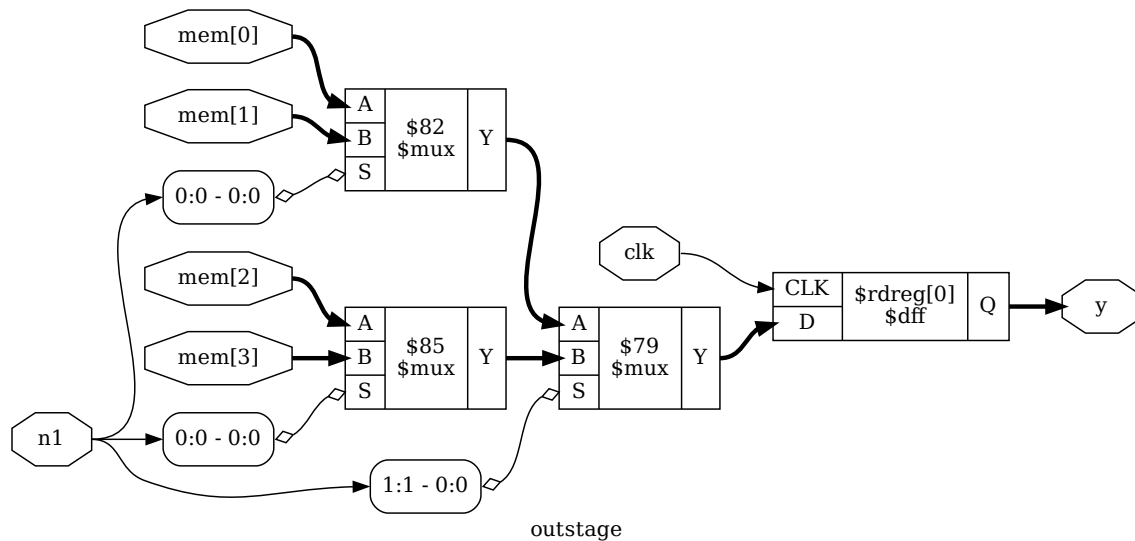 mem[0]
mem[1]
A
B
S
$82
$mux
Y
0:0 - 0:0
mem[2]
mem[3]
A
B
S
$85
$mux
Y
n1
0:0 - 0:0
1:1 - 0:0
A
B
S
$79
$mux
Y
clk
CLK
D
$rdreg[0]
$dff
Q
y
outstage